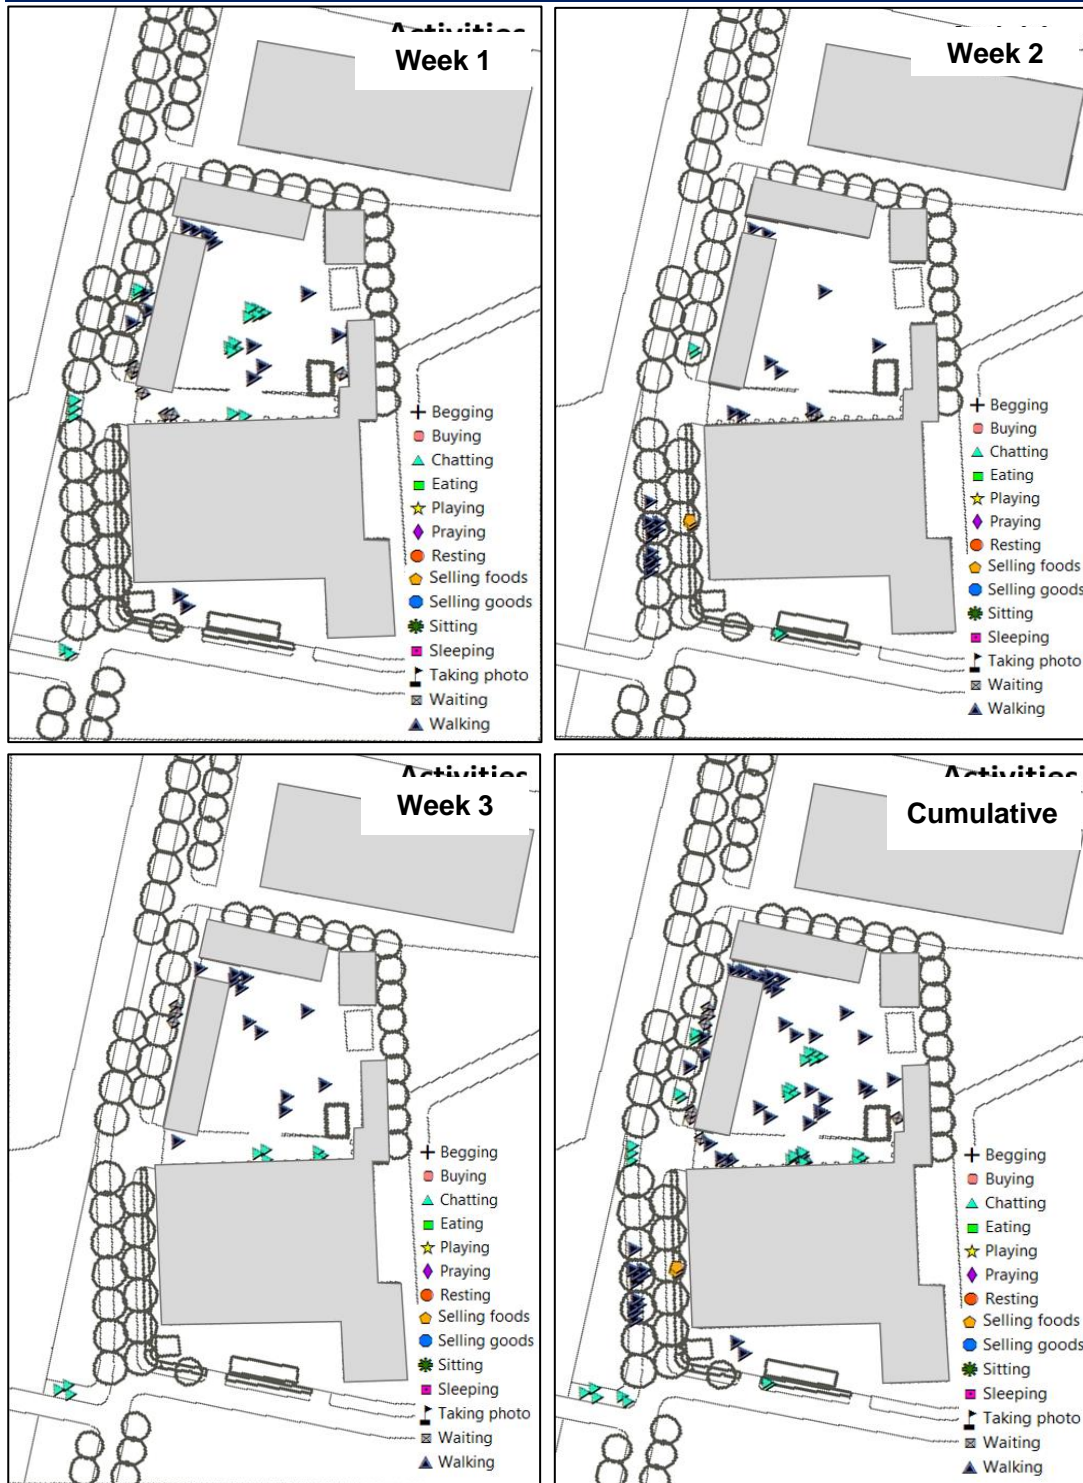 Activities
Week 1
Begging
Buying
Chatting
Eating
Playing
Praying
Resting
Selling foods
Selling goods
Sitting
Sleeping
Taking photo
Waiting
Walking
Week 2
Begging
Buying
Chatting
Eating
Playing
Praying
Resting
Selling foods
Selling goods
Sitting
Sleeping
Taking photo
Waiting
Walking
Activities
Week 3
Begging
Buying
Chatting
Eating
Playing
Praying
Resting
Selling foods
Selling goods
Sitting
Sleeping
Taking photo
Waiting
Walking
Activities
Cumulative
Begging
Buying
Chatting
Eating
Playing
Praying
Resting
Selling foods
Selling goods
Sitting
Sleeping
Taking photo
Waiting
Walking